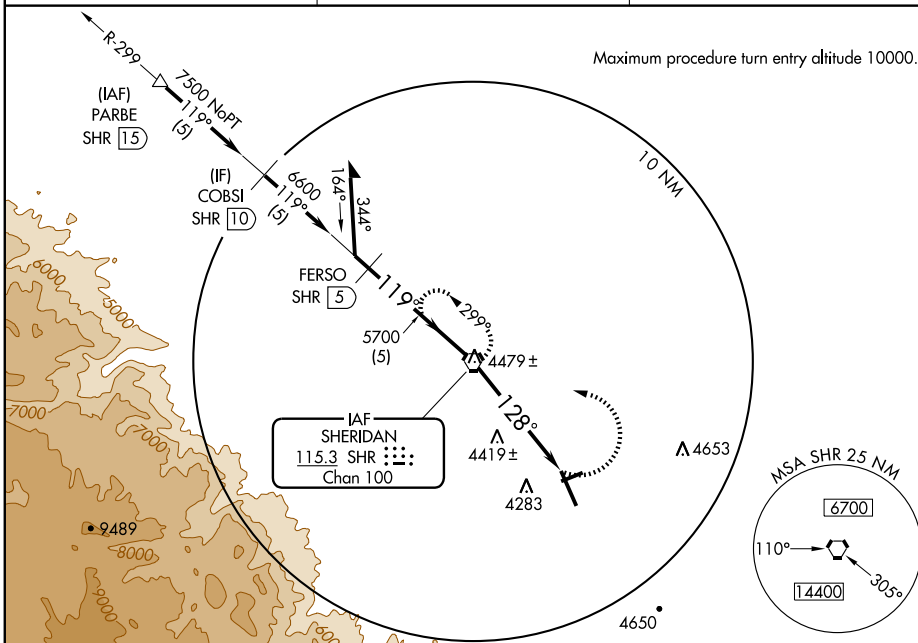 Maximum procedure turn entry altitude 10000.
R-299
7500 NoPT
119°
(5)
(IAF)
PARBE
SHR 15
(IF)
COBSI
SHR 10
6600
119°
(5)
164°
344°
10 NM
FERSO
SHR 5
119°
299°
5700
(5)
4479±
128°
IAF
SHERIDAN
115.3 SHR
Chan 100
4419±
4283
4653
4650
6000
5000
7000
7000
9489
8000
9000
6000
MSA SHR 25 NM
6700
110°
305°
14400